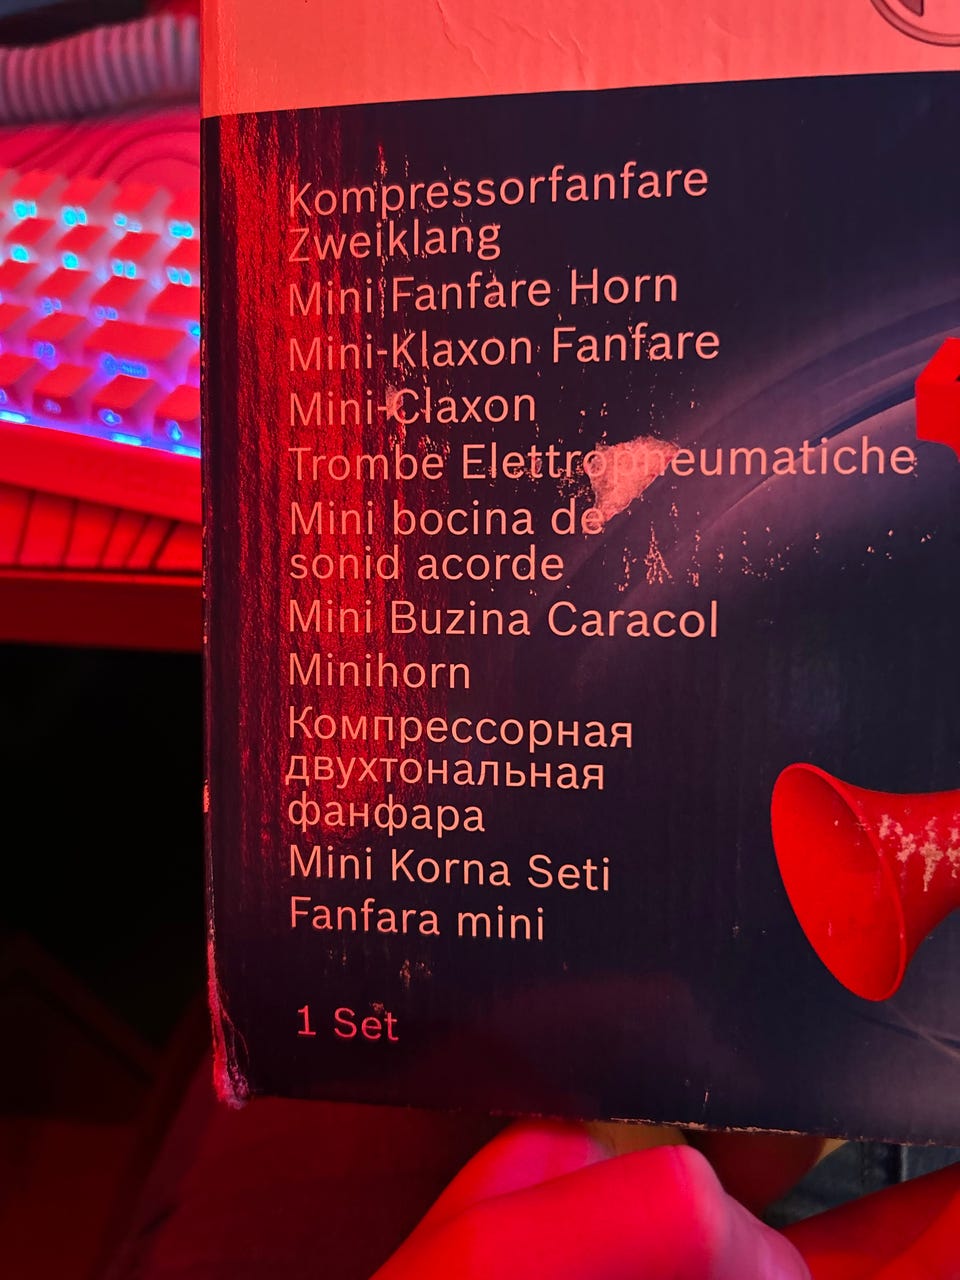 Kompressorfanfare
Zweiklang
Mini Fanfare Horn
Mini-Klaxon Fanfare
Mini-Claxon
Trombe Elettropneumatiche
Mini bocina de
sonid acorde
Mini Buzina Caracol
Minihorn
Компрессорная
двухтональная
фанфара
Mini Korna Seti
Fanfara mini
1 Set